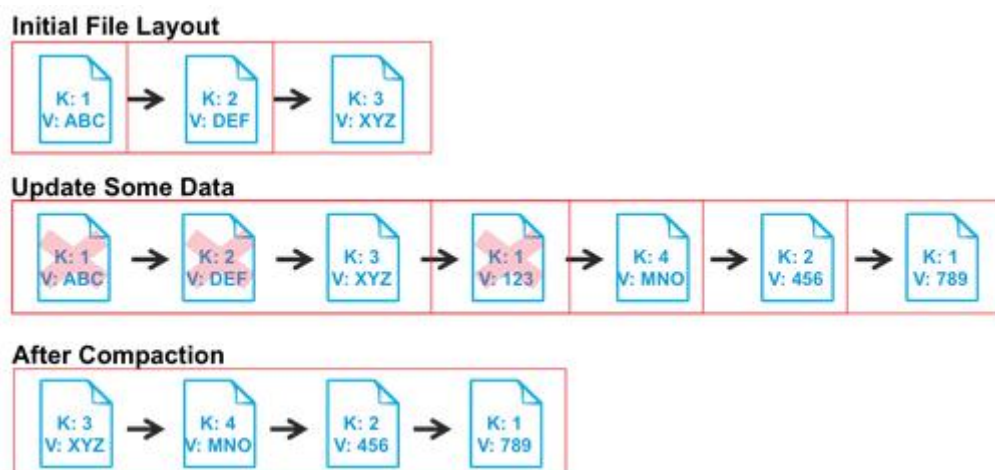 Initial File Layout
K: 1
V: ABC
K: 2
V: DEF
K: 3
V: XYZ
Update Some Data
K: 1
V: ABC
K: 2
V: DEF
K: 3
V: XYZ
K: 1
V: 123
K: 4
V: MNO
K: 2
V: 456
K: 1
V: 789
After Compaction
K: 3
V: XYZ
K: 4
V: MNO
K: 2
V: 456
K: 1
V: 789